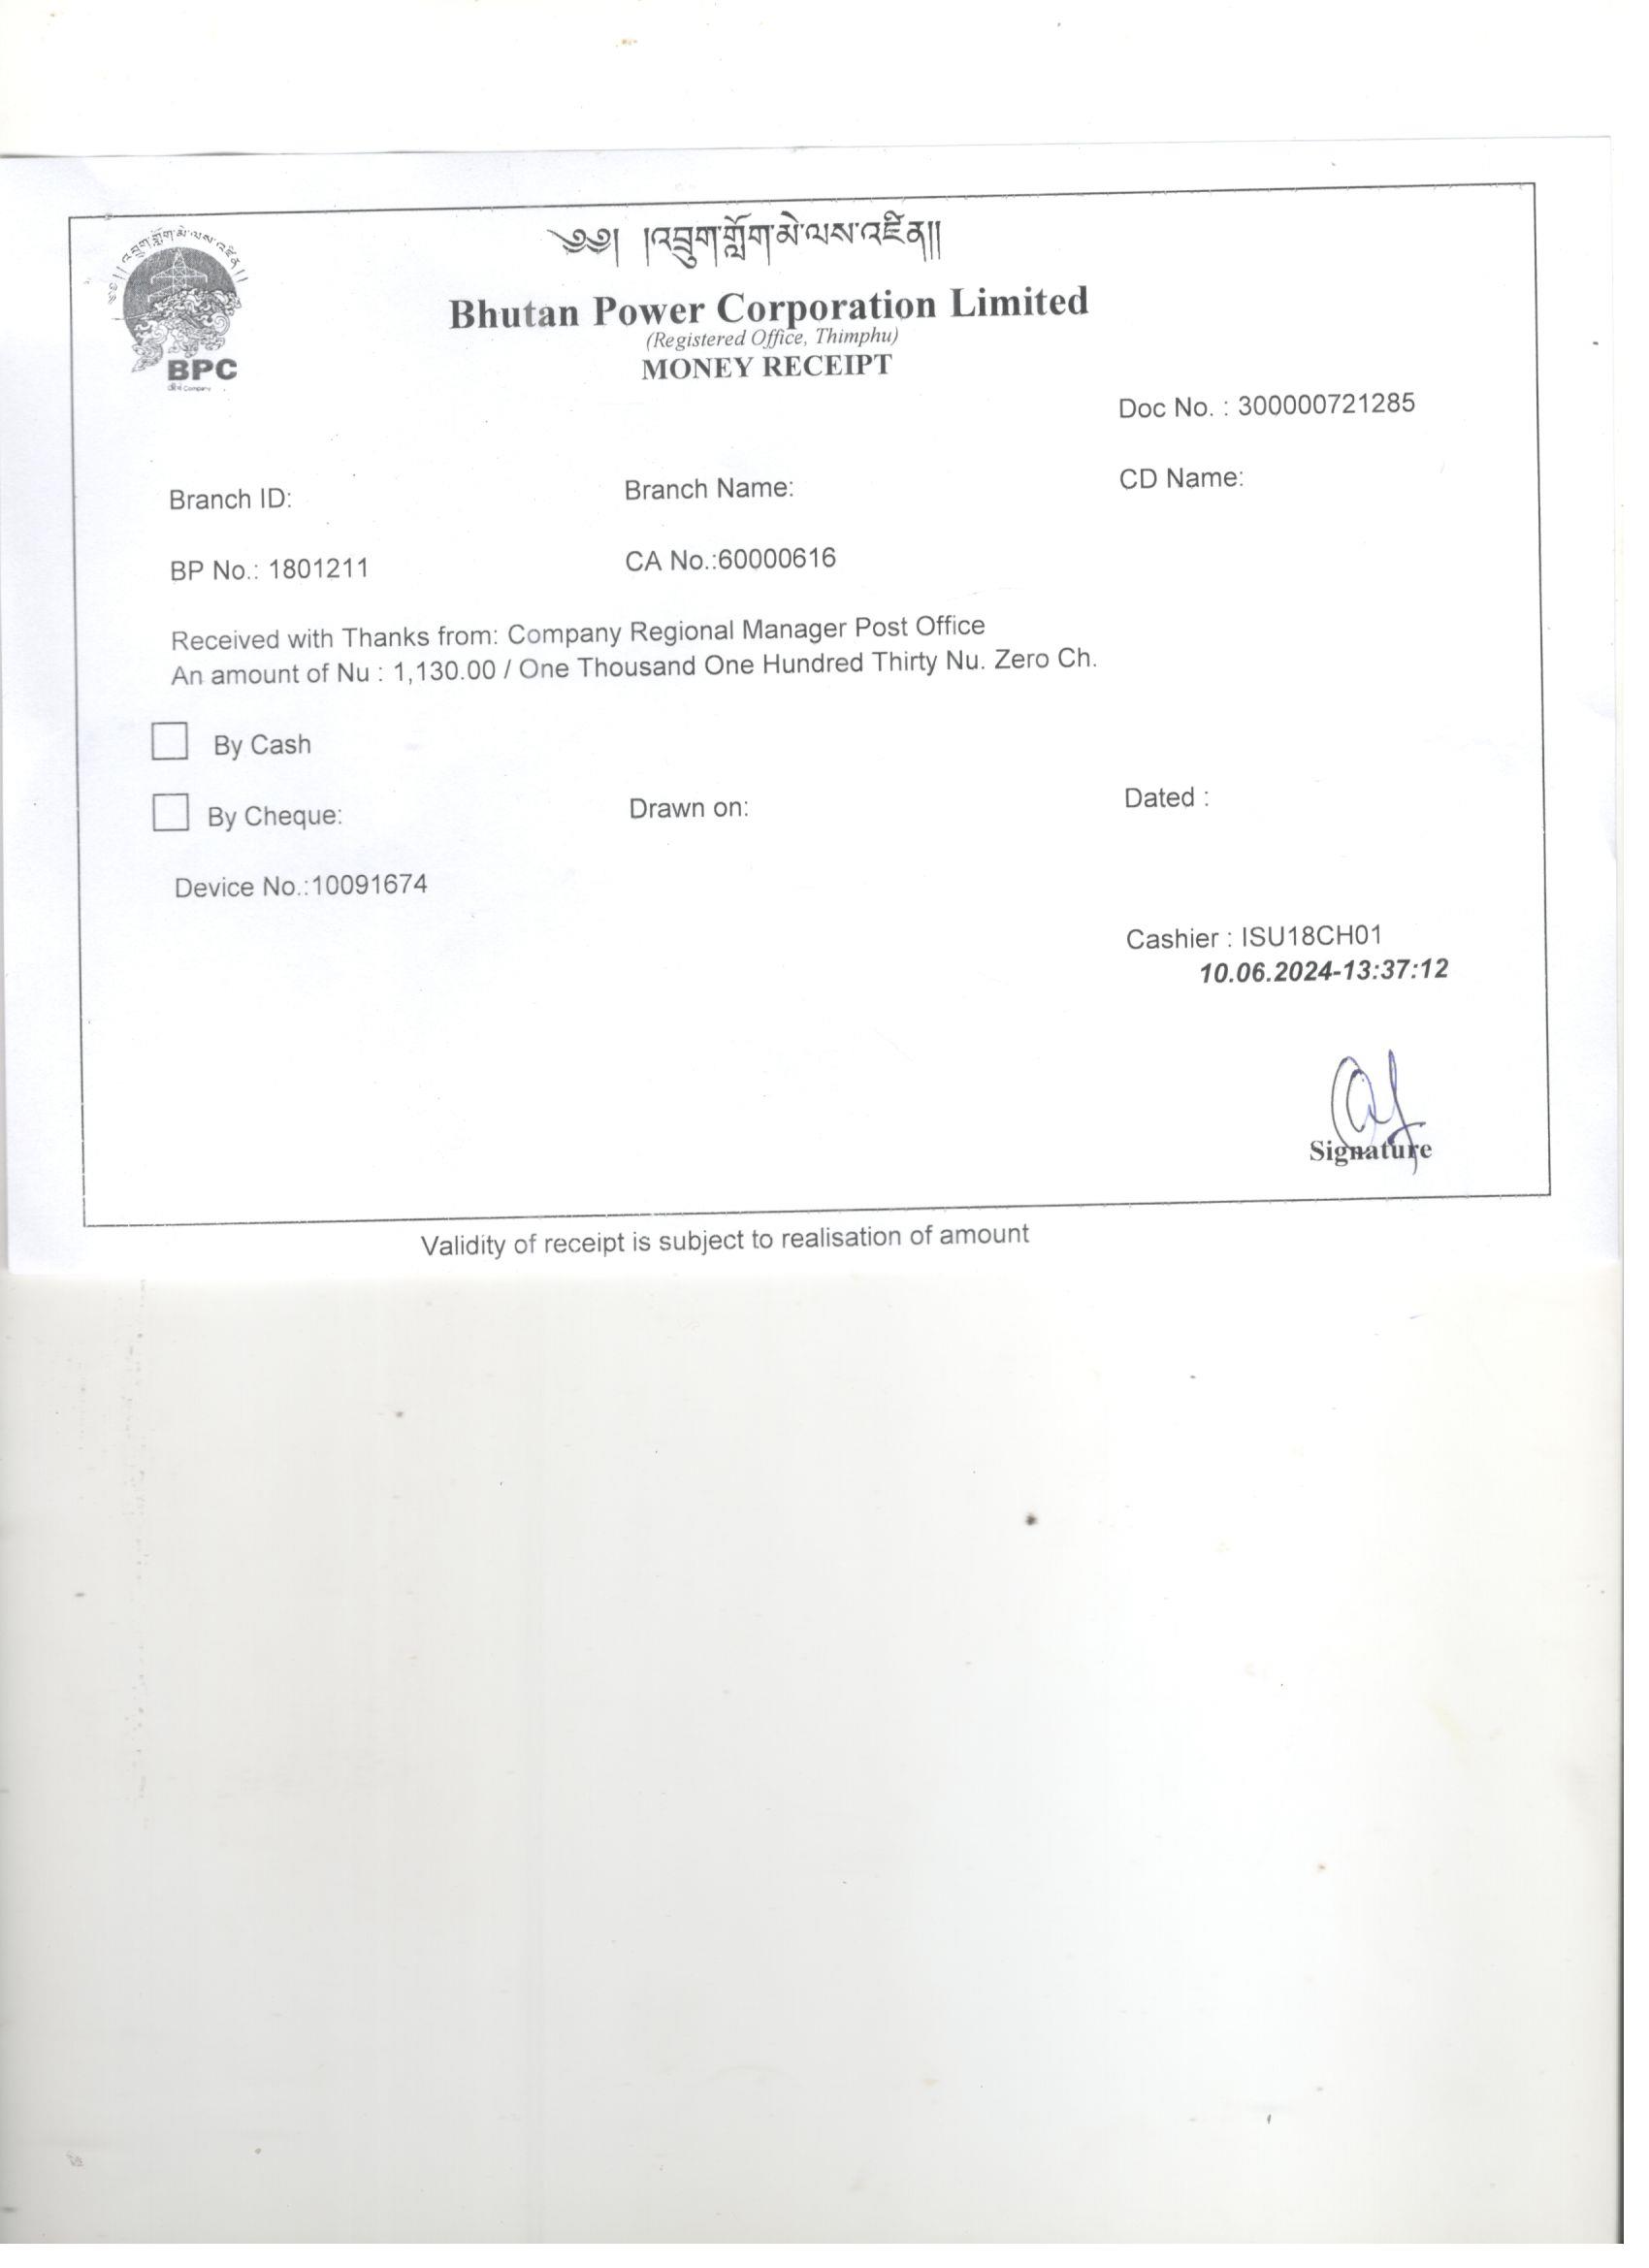 ༄༅། །འབྲུག་གློག་མེ་ལས་འཛིན།།
༄༅།། འབྲུག་གློག་མེ་ལས་འཛིན།།
BPC
Bhutan Power Corporation Limited
(Registered Office, Thimphu)
MONEY RECEIPT
Doc No. : 300000721285
Branch ID: Branch Name: CD Name:
BP No.: 1801211 CA No.:60000616
Received with Thanks from: Company Regional Manager Post Office
An amount of Nu : 1,130.00 / One Thousand One Hundred Thirty Nu. Zero Ch.
By Cash
By Cheque: Drawn on: Dated :
Device No.:10091674
Cashier : ISU18CH01
10.06.2024-13:37:12
Signature
Validity of receipt is subject to realisation of amount